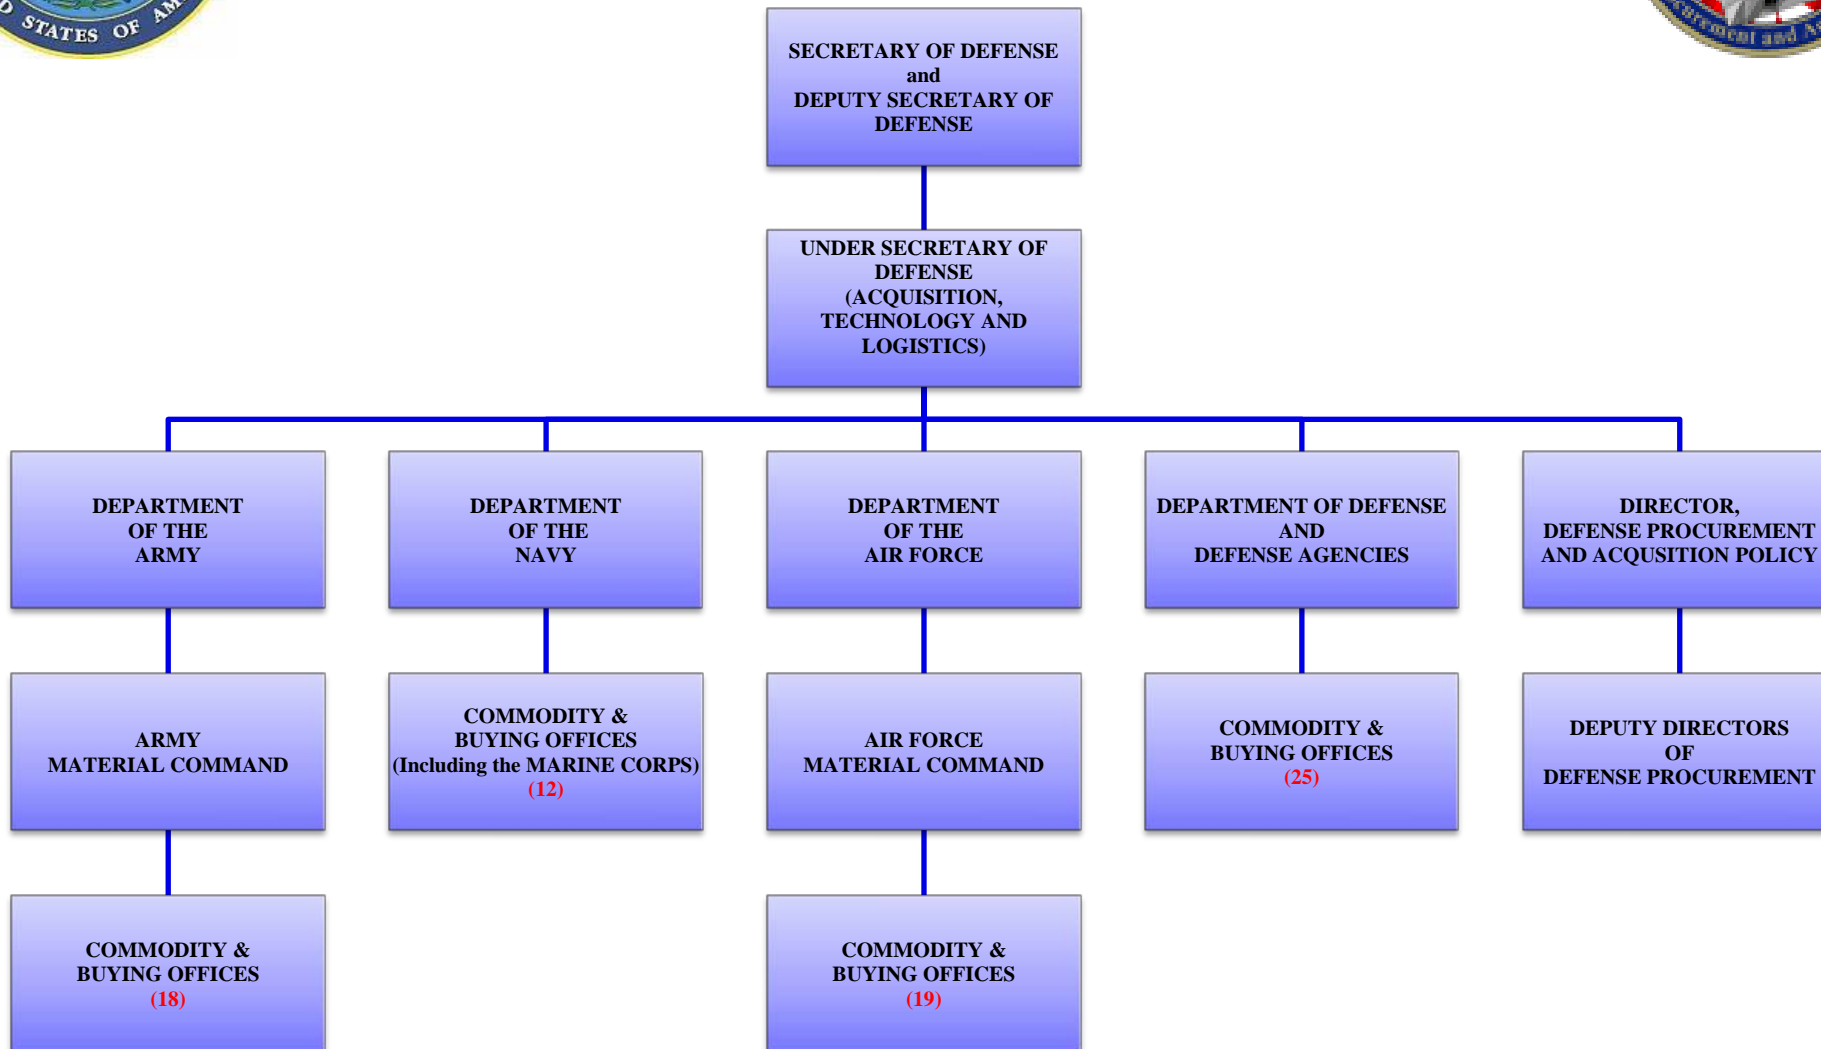 D STATES OF AM
urement and A
SECRETARY OF DEFENSE
and
DEPUTY SECRETARY OF
DEFENSE
UNDER SECRETARY OF
DEFENSE
(ACQUISITION,
TECHNOLOGY AND
LOGISTICS)
DEPARTMENT
OF THE
ARMY
DEPARTMENT
OF THE
NAVY
DEPARTMENT
OF THE
AIR FORCE
DEPARTMENT OF DEFENSE
AND
DEFENSE AGENCIES
DIRECTOR,
DEFENSE PROCUREMENT
AND ACQUSITION POLICY
ARMY
MATERIAL COMMAND
COMMODITY &
BUYING OFFICES
(Including the MARINE CORPS)
(12)
AIR FORCE
MATERIAL COMMAND
COMMODITY &
BUYING OFFICES
(25)
DEPUTY DIRECTORS
OF
DEFENSE PROCUREMENT
COMMODITY &
BUYING OFFICES
(18)
COMMODITY &
BUYING OFFICES
(19)